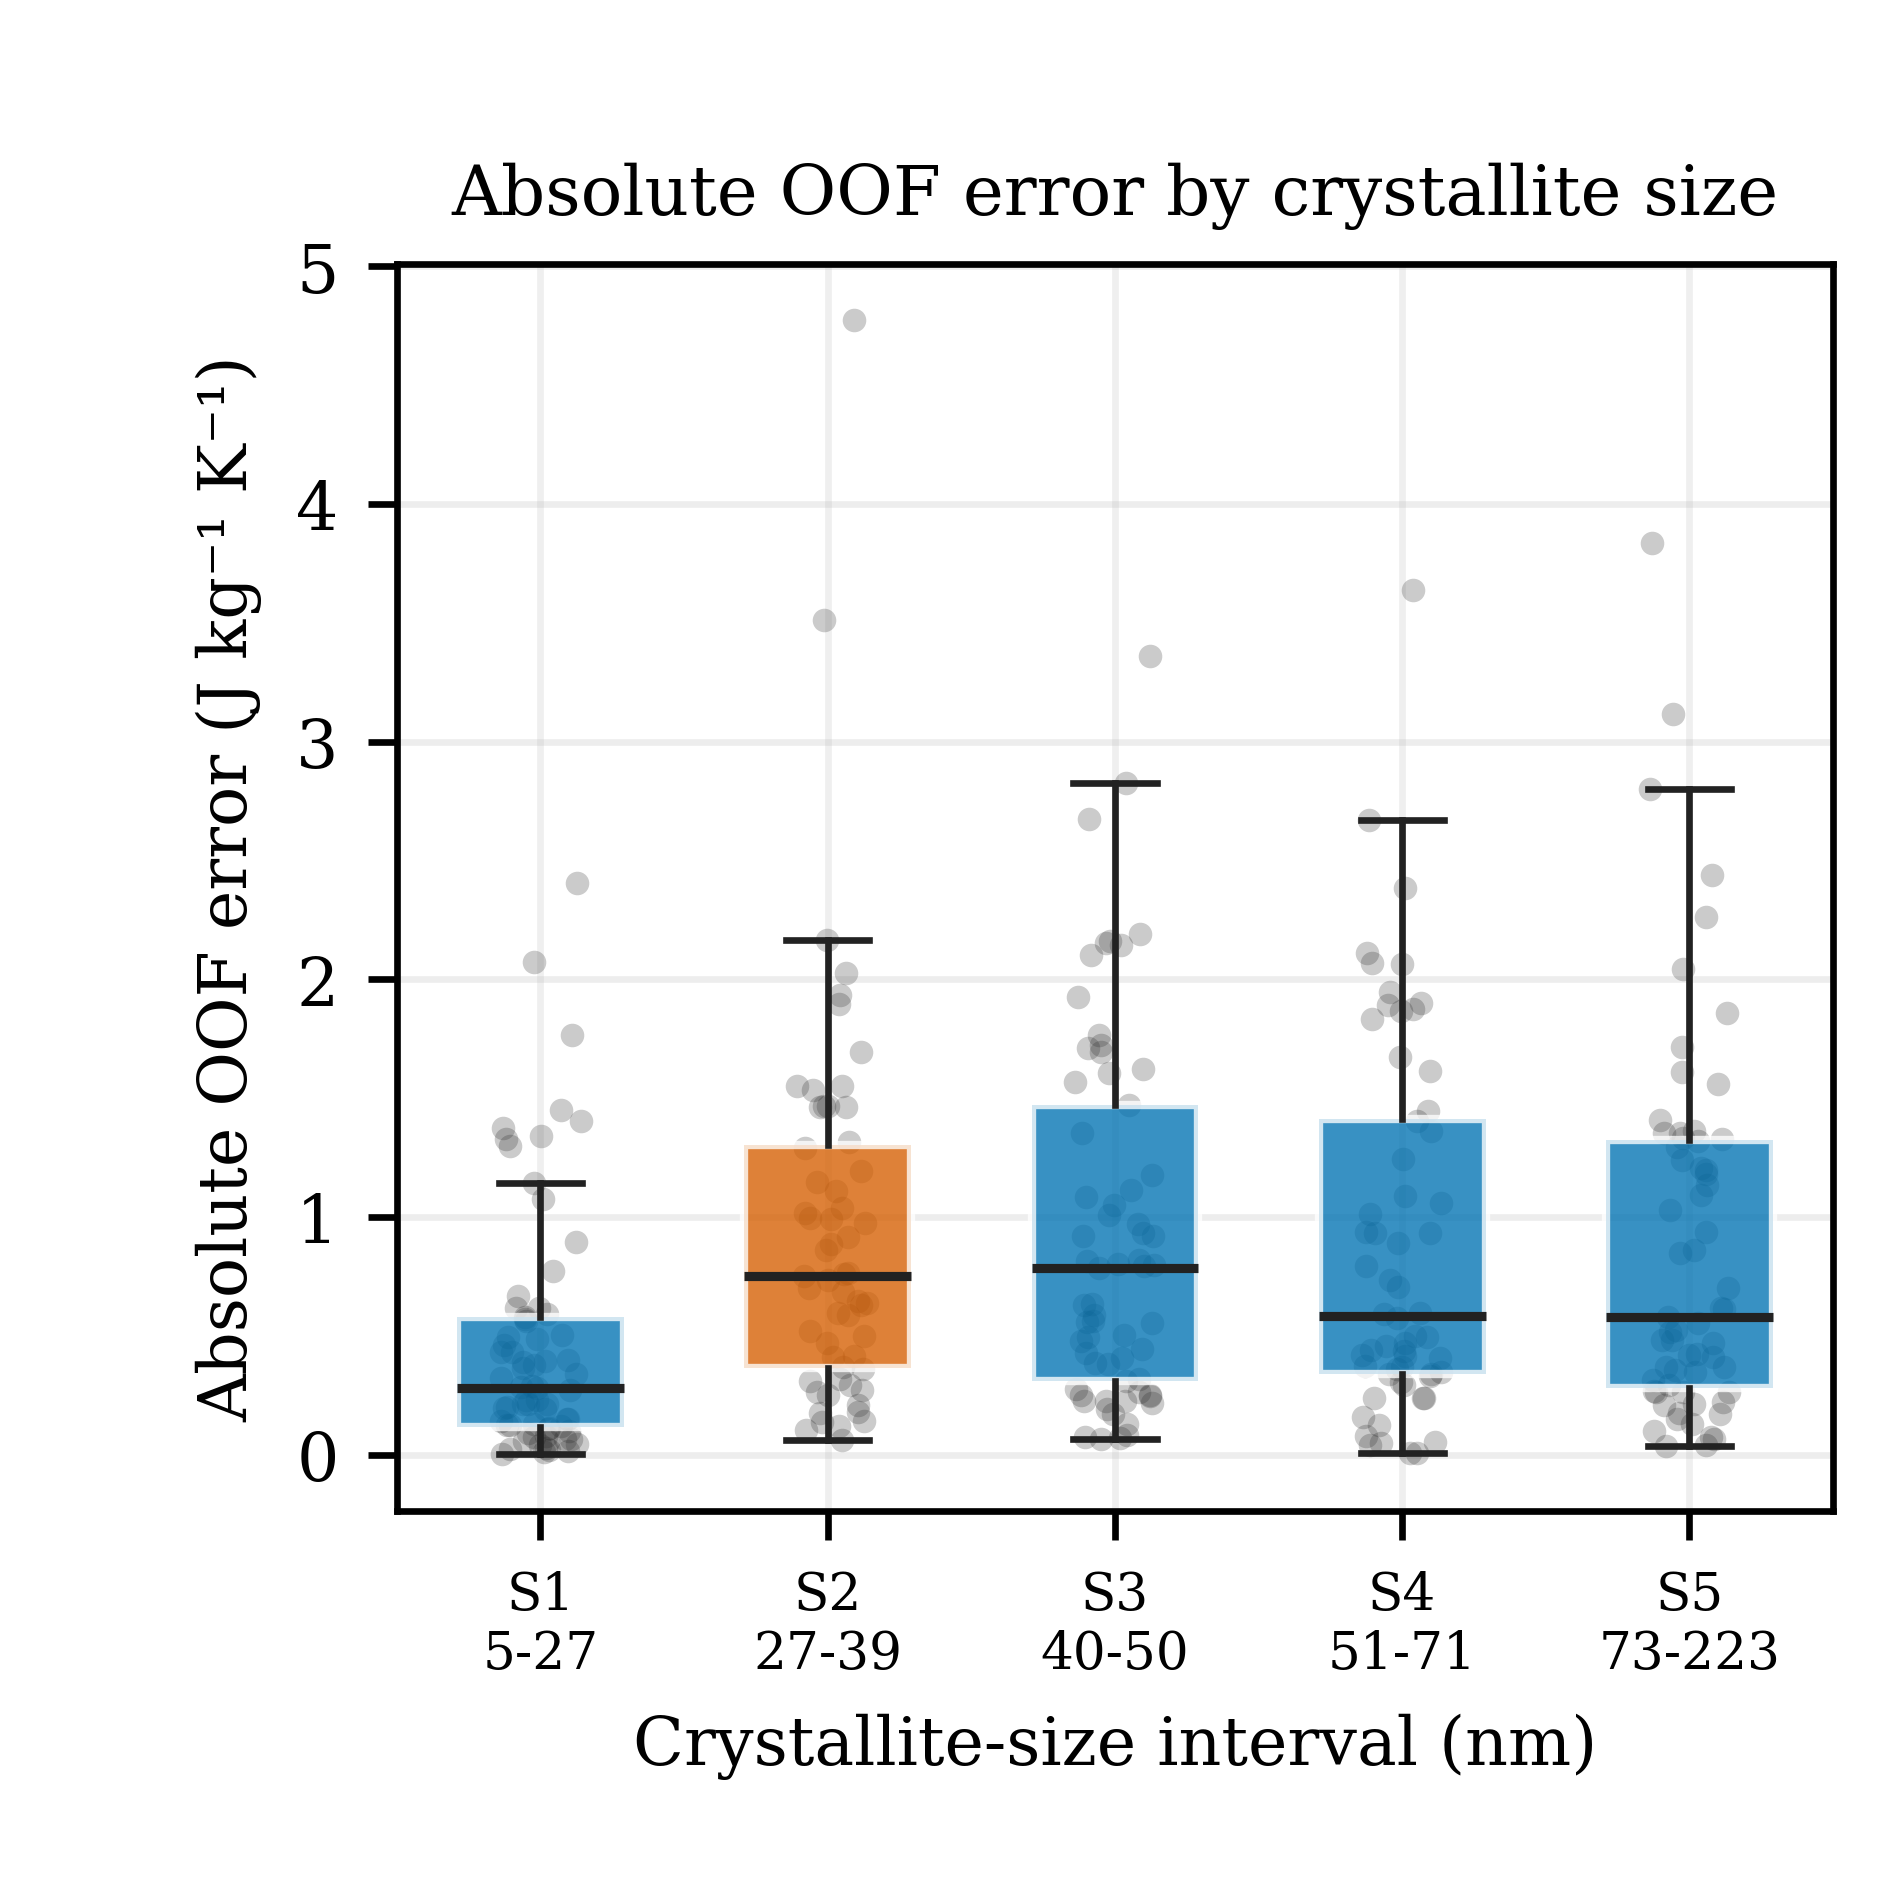 Absolute OOF error by crystallite size
Absolute OOF error (J kg⁻¹ K⁻¹)
5
4
3
2
1
0
S1 S2 S3 S4 S5
5-27 27-39 40-50 51-71 73-223
Crystallite-size interval (nm)